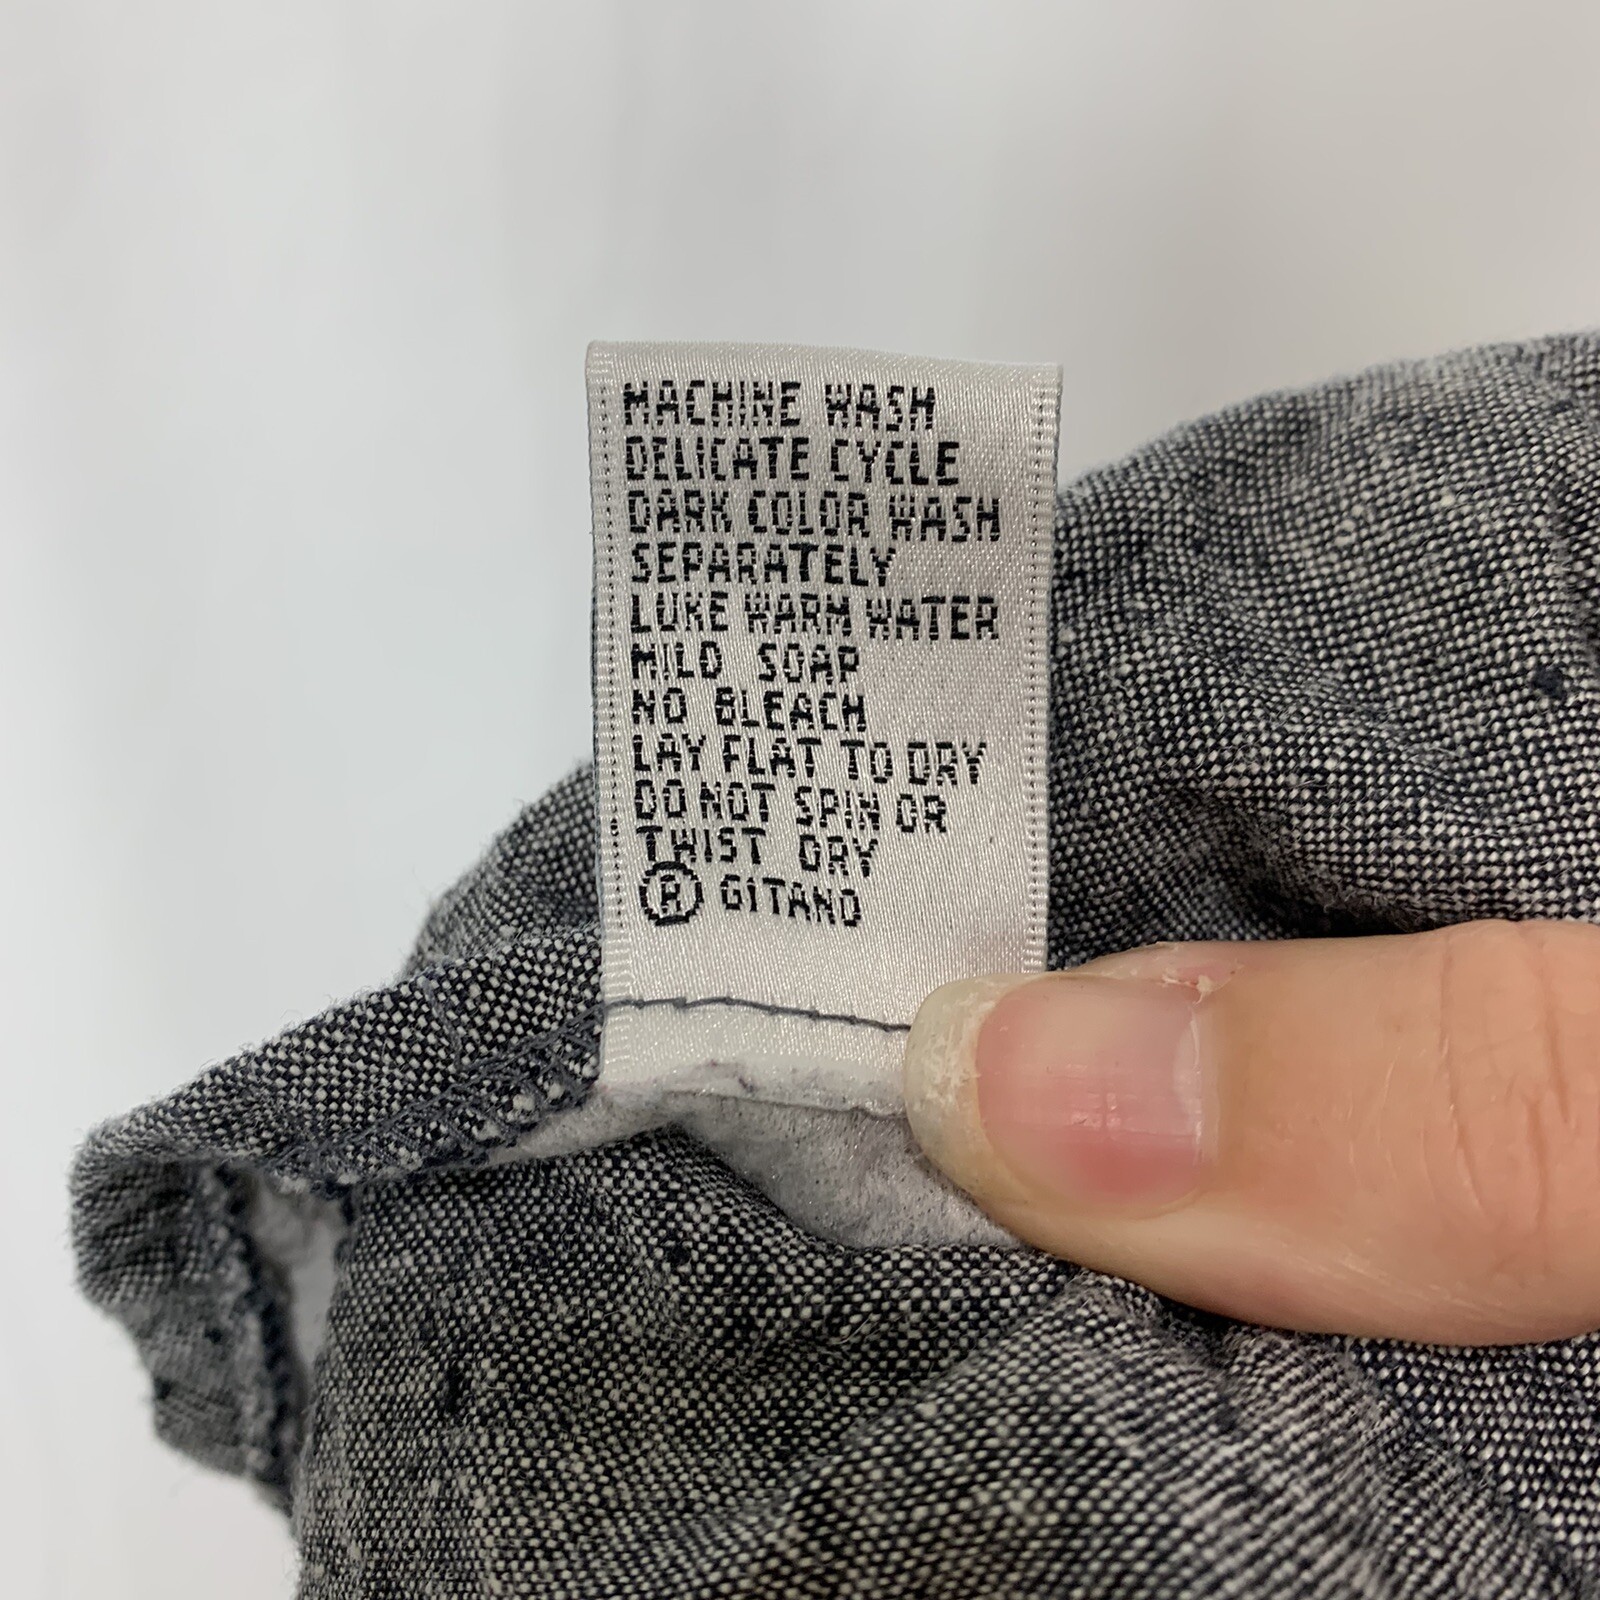 MACHINE WASH
DELICATE CYCLE
DARK COLOR WASH
SEPARATELY
LUKE WARM WATER
MILD SOAP
NO BLEACH
LAY FLAT TO DRY
DO NOT SPIN OR
TWIST DRY
® GITANO